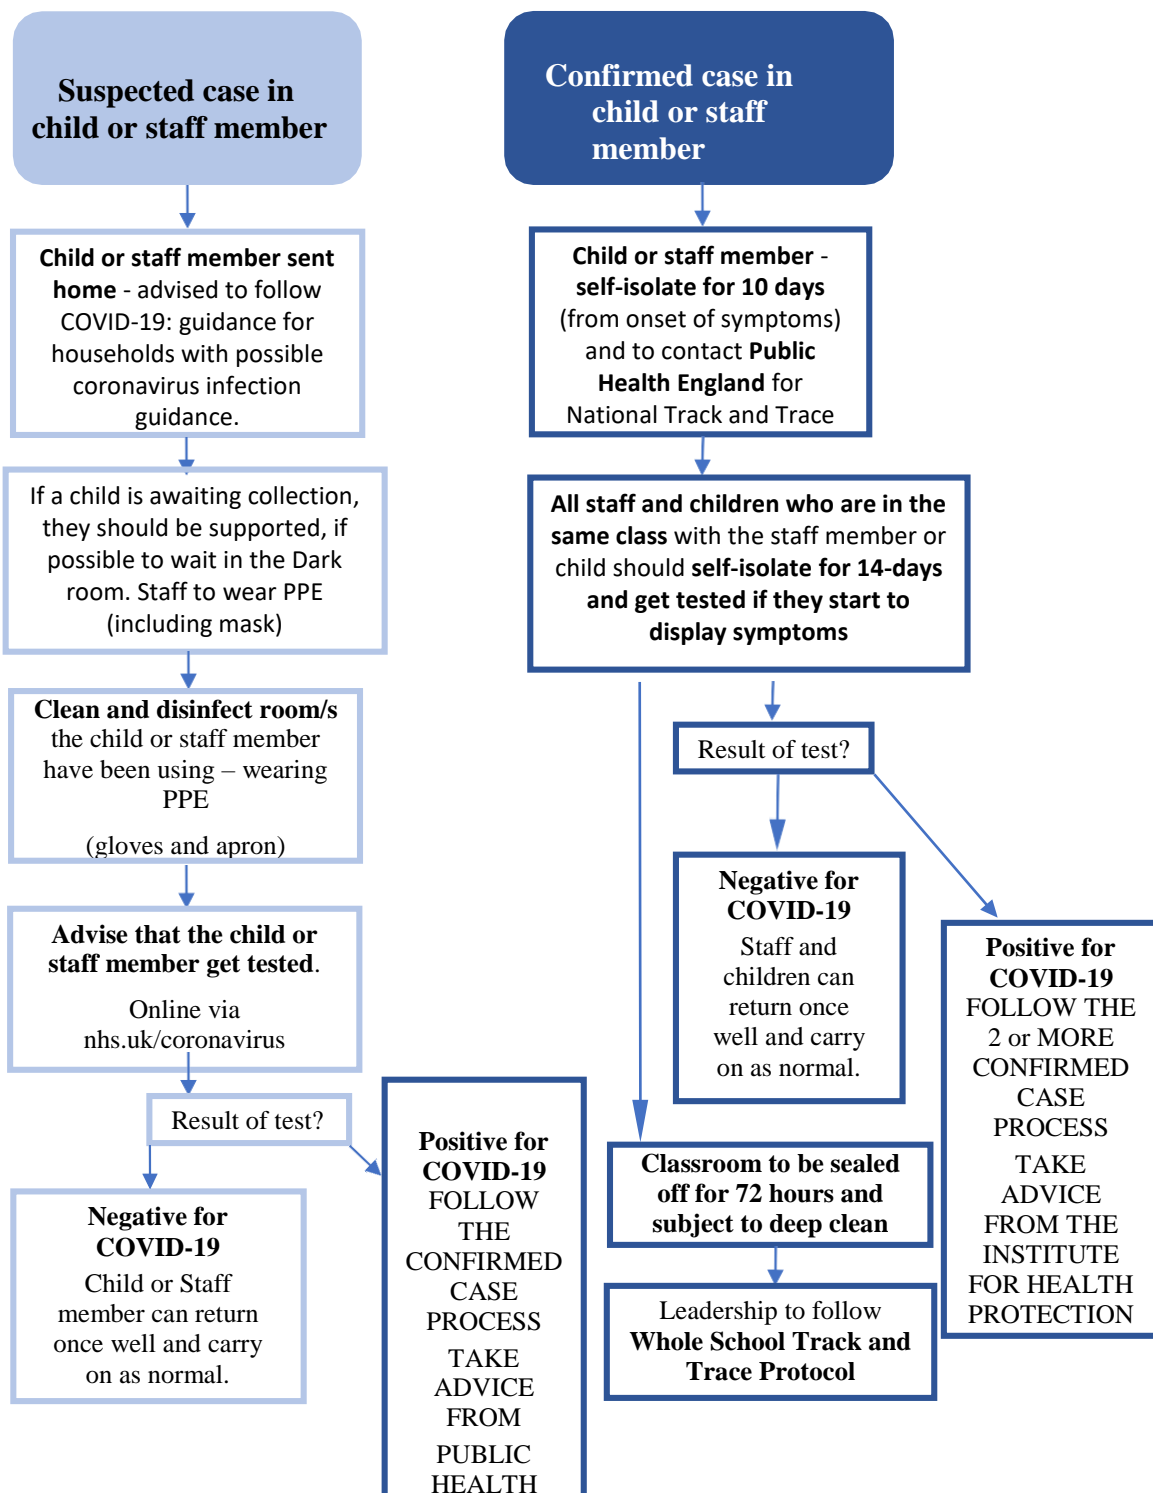 Suspected case in
child or staff member
Child or staff member sent
home - advised to follow
COVID-19: guidance for
households with possible
coronavirus infection
guidance.
If a child is awaiting collection,
they should be supported, if
possible to wait in the Dark
room. Staff to wear PPE
(including mask)
Clean and disinfect room/s
the child or staff member
have been using – wearing
PPE
(gloves and apron)
Advise that the child or
staff member get tested.
Online via
nhs.uk/coronavirus
Result of test?
Negative for
COVID-19
Child or Staff
member can return
once well and carry
on as normal.
Positive for
COVID-19
FOLLOW
THE
CONFIRMED
CASE
PROCESS
TAKE
ADVICE
FROM
PUBLIC
HEALTH
Confirmed case in
child or staff
member
Child or staff member -
self-isolate for 10 days
(from onset of symptoms)
and to contact Public
Health England for
National Track and Trace
All staff and children who are in the
same class with the staff member or
child should self-isolate for 14-days
and get tested if they start to
display symptoms
Result of test?
Negative for
COVID-19
Staff and
children can
return once
well and carry
on as normal.
Positive for
COVID-19
FOLLOW THE
2 or MORE
CONFIRMED
CASE
PROCESS
TAKE
ADVICE
FROM THE
INSTITUTE
FOR HEALTH
PROTECTION
Classroom to be sealed
off for 72 hours and
subject to deep clean
Leadership to follow
Whole School Track and
Trace Protocol